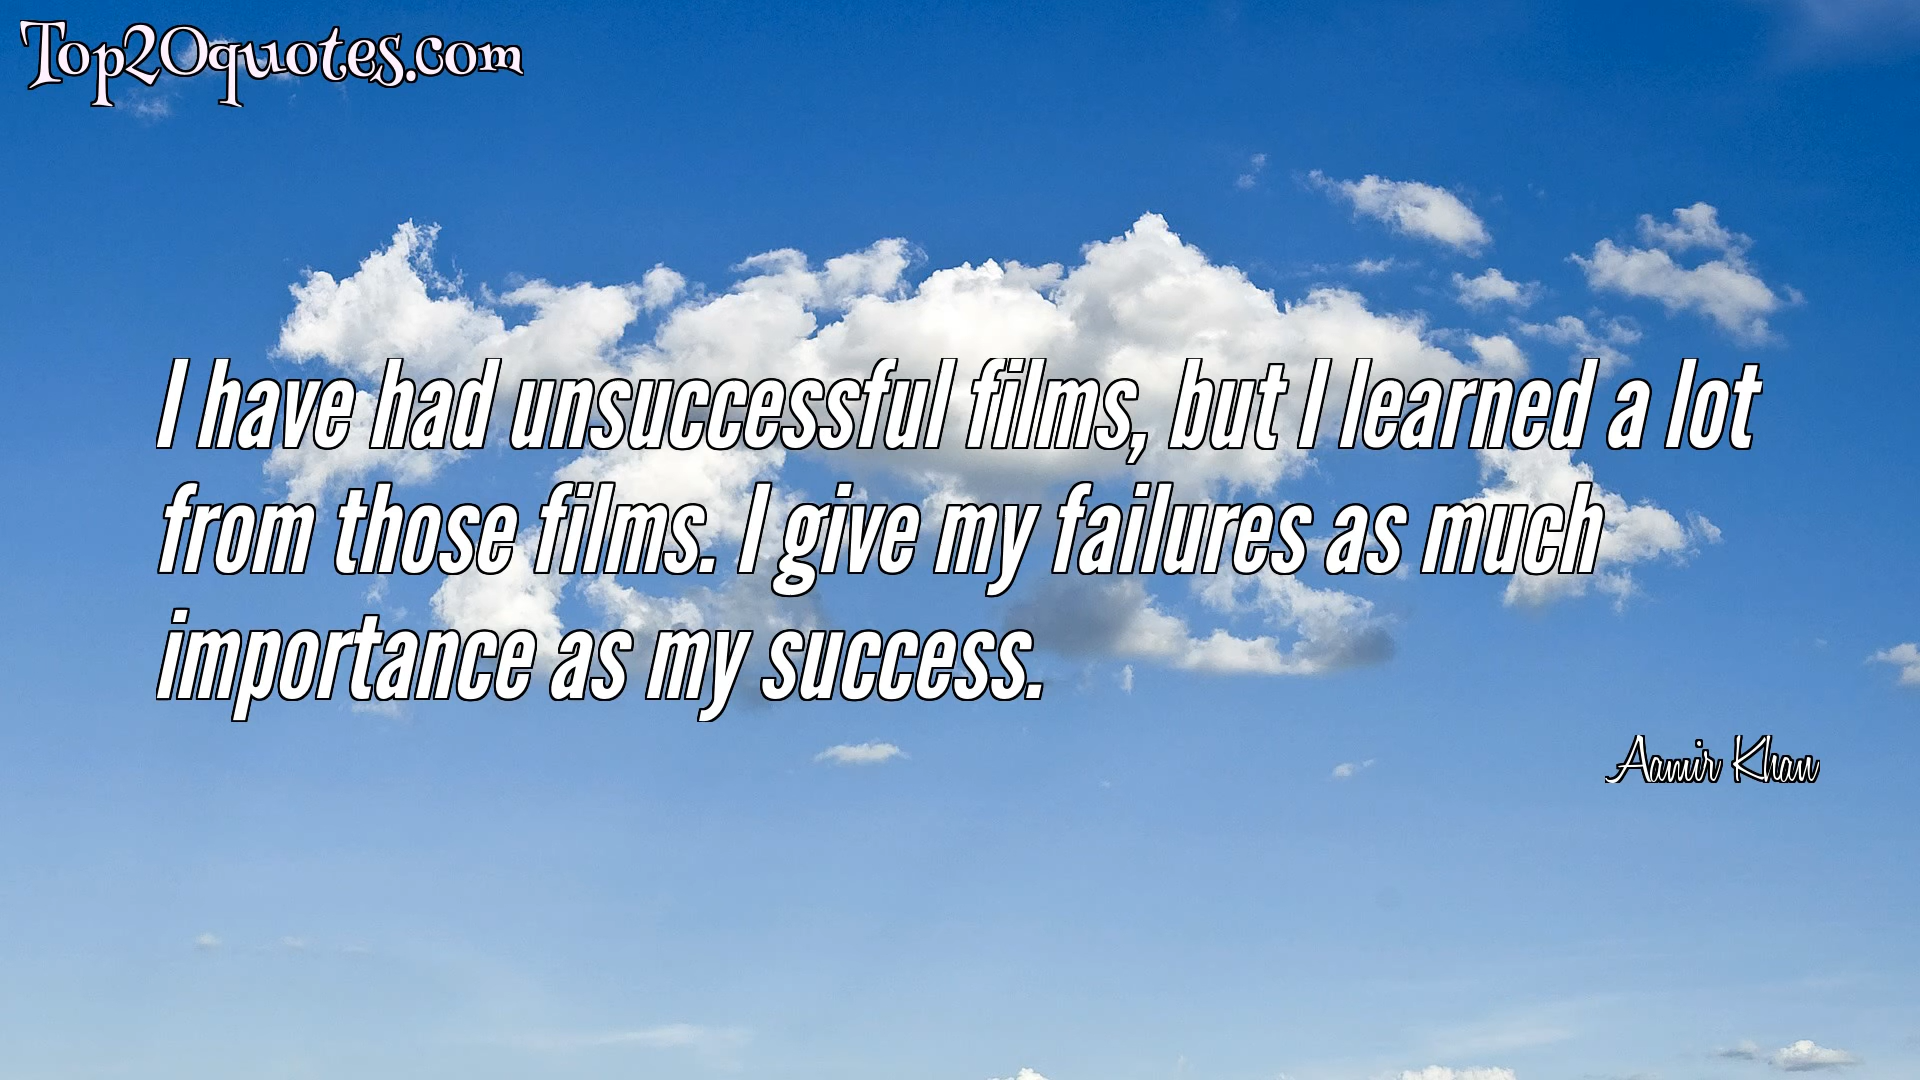 Top20quotes.com
I have had unsuccessful films, but I learned a lot
from those films. I give my failures as much
importance as my success.
Aamir Khan